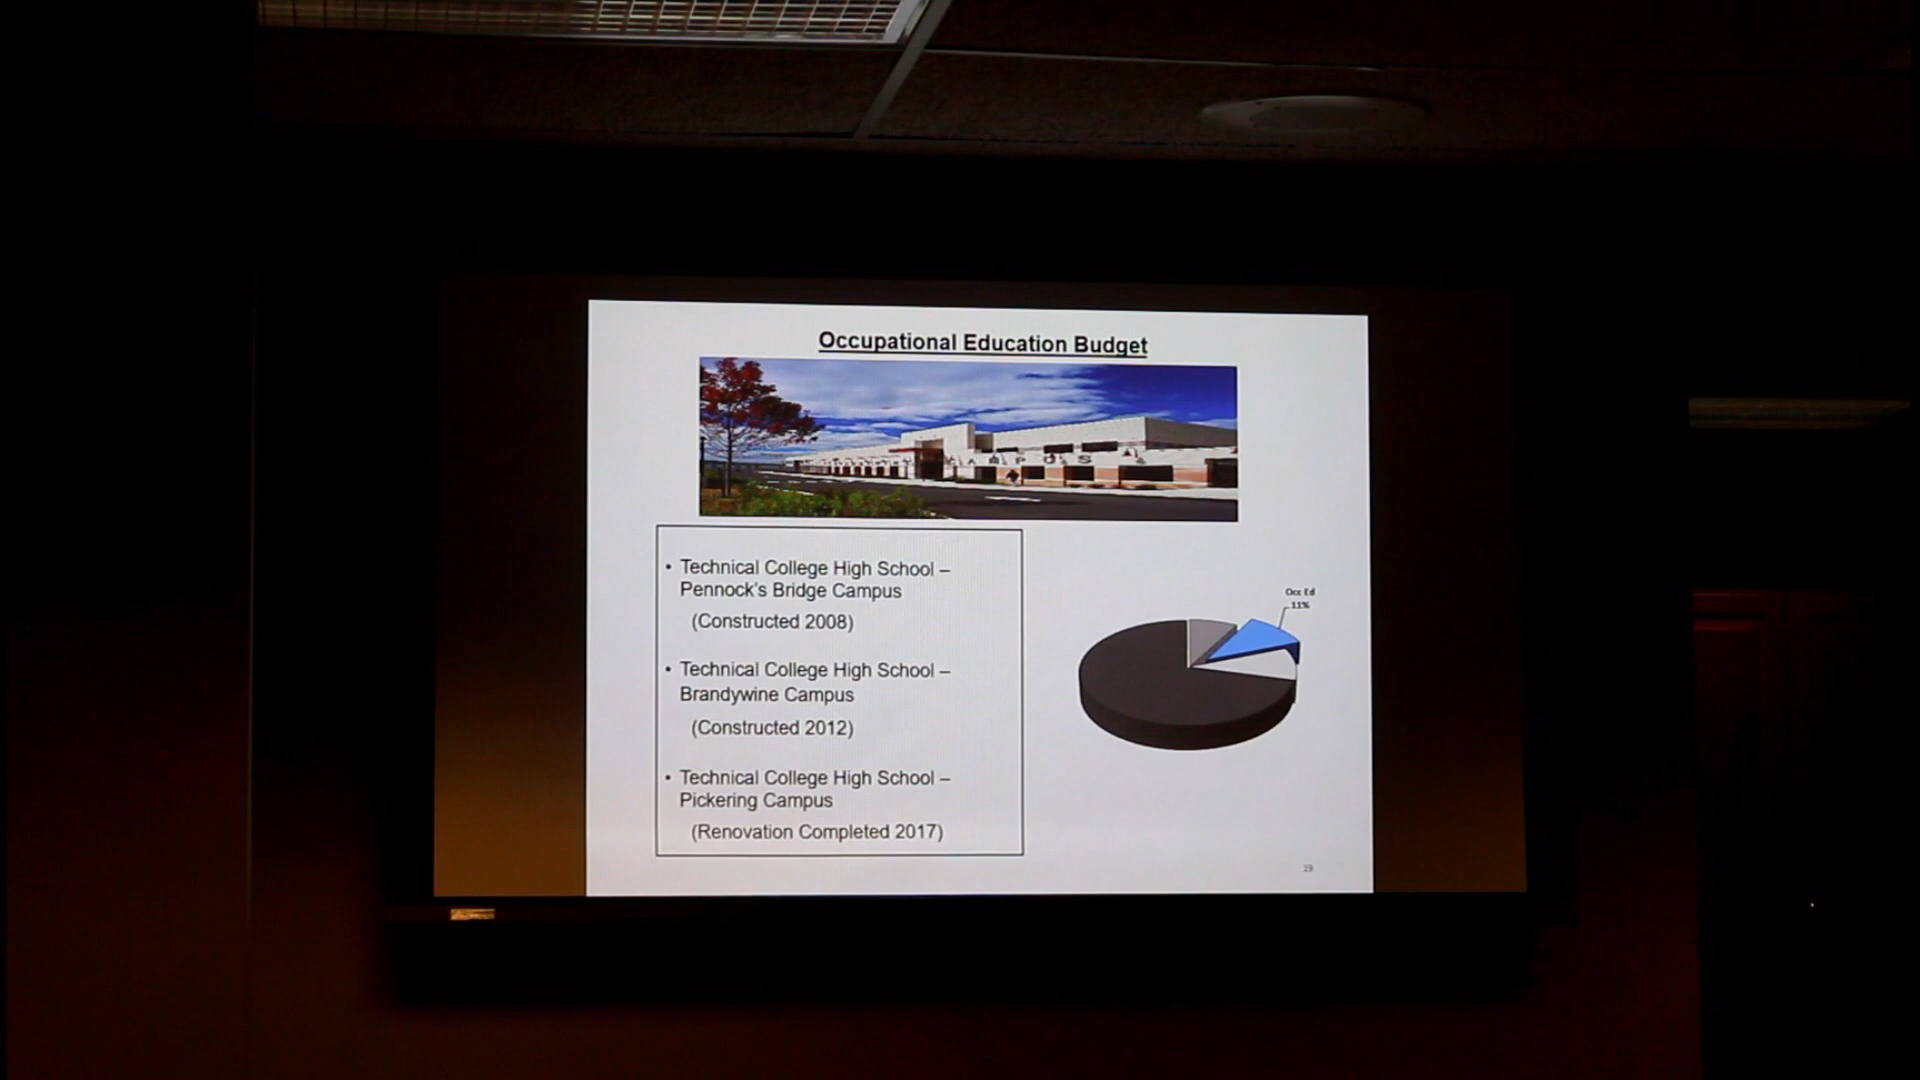 Occupational Education Budget
• Technical College High School –
Pennock's Bridge Campus
(Constructed 2008)
• Technical College High School –
Brandywine Campus
(Constructed 2012)
• Technical College High School –
Pickering Campus
(Renovation Completed 2017)
Occ Ed
11%
19